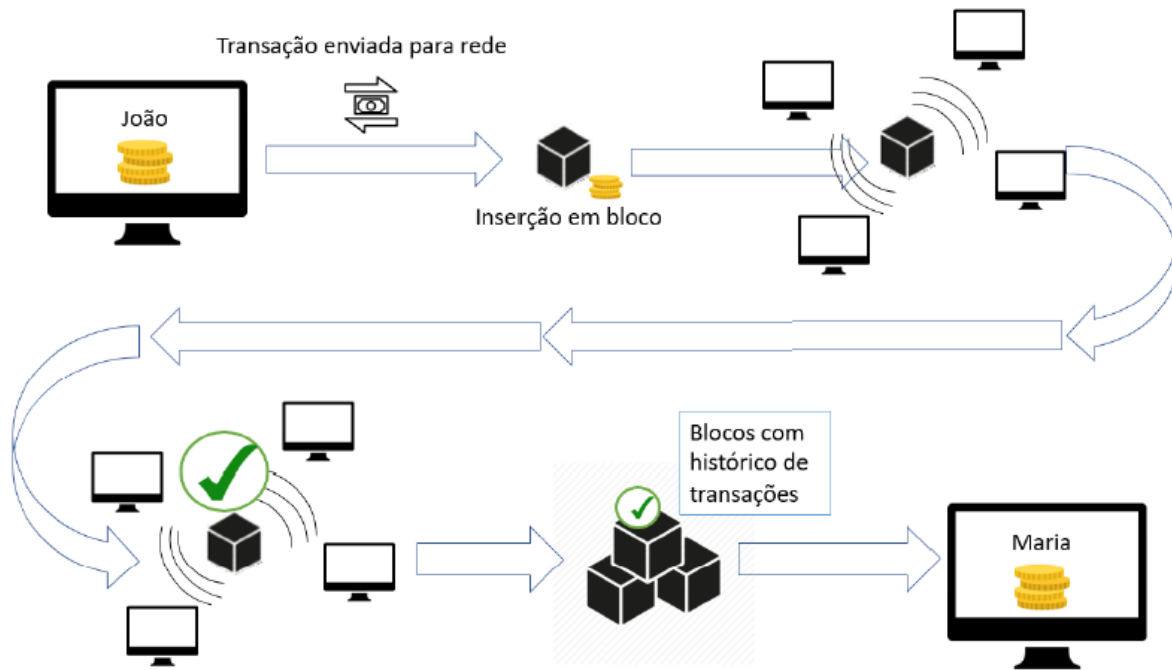 Transação enviada para rede
João
Inserção em bloco
Blocos com
histórico de
transações
Maria